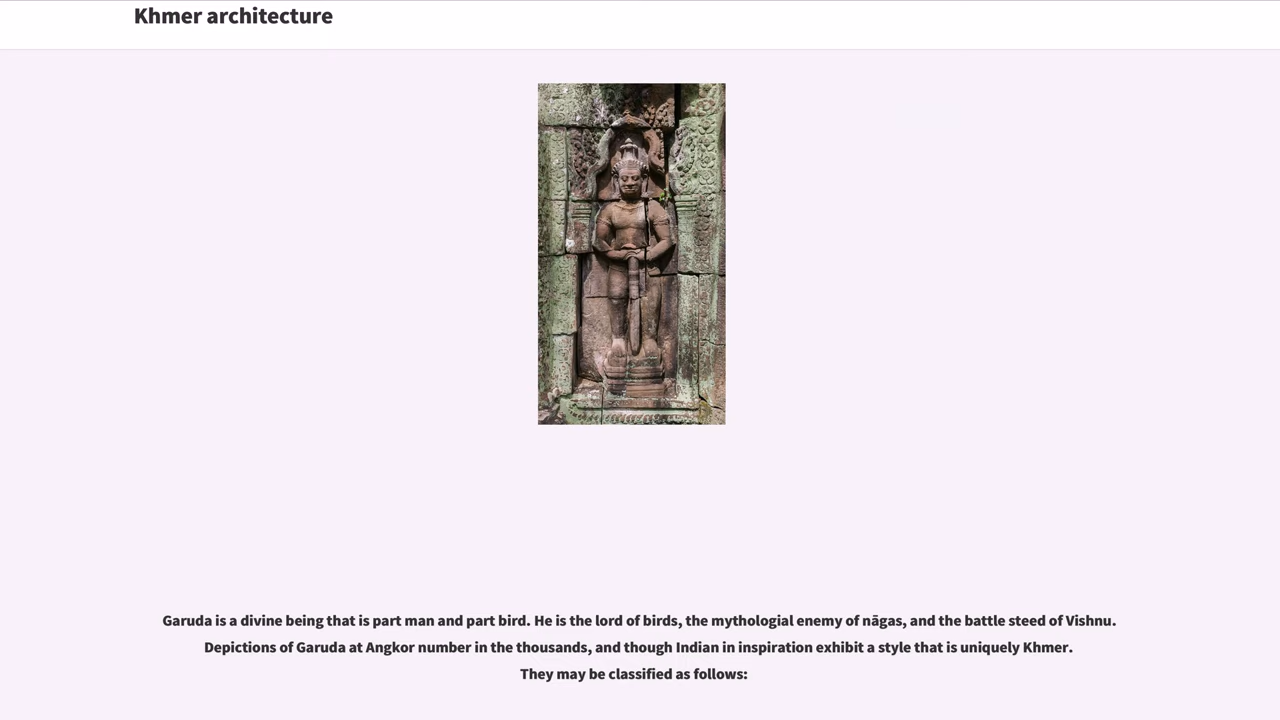 Khmer architecture
Garuda is a divine being that is part man and part bird. He is the lord of birds, the mythologial enemy of nāgas, and the battle steed of Vishnu.
Depictions of Garuda at Angkor number in the thousands, and though Indian in inspiration exhibit a style that is uniquely Khmer.
They may be classified as follows: